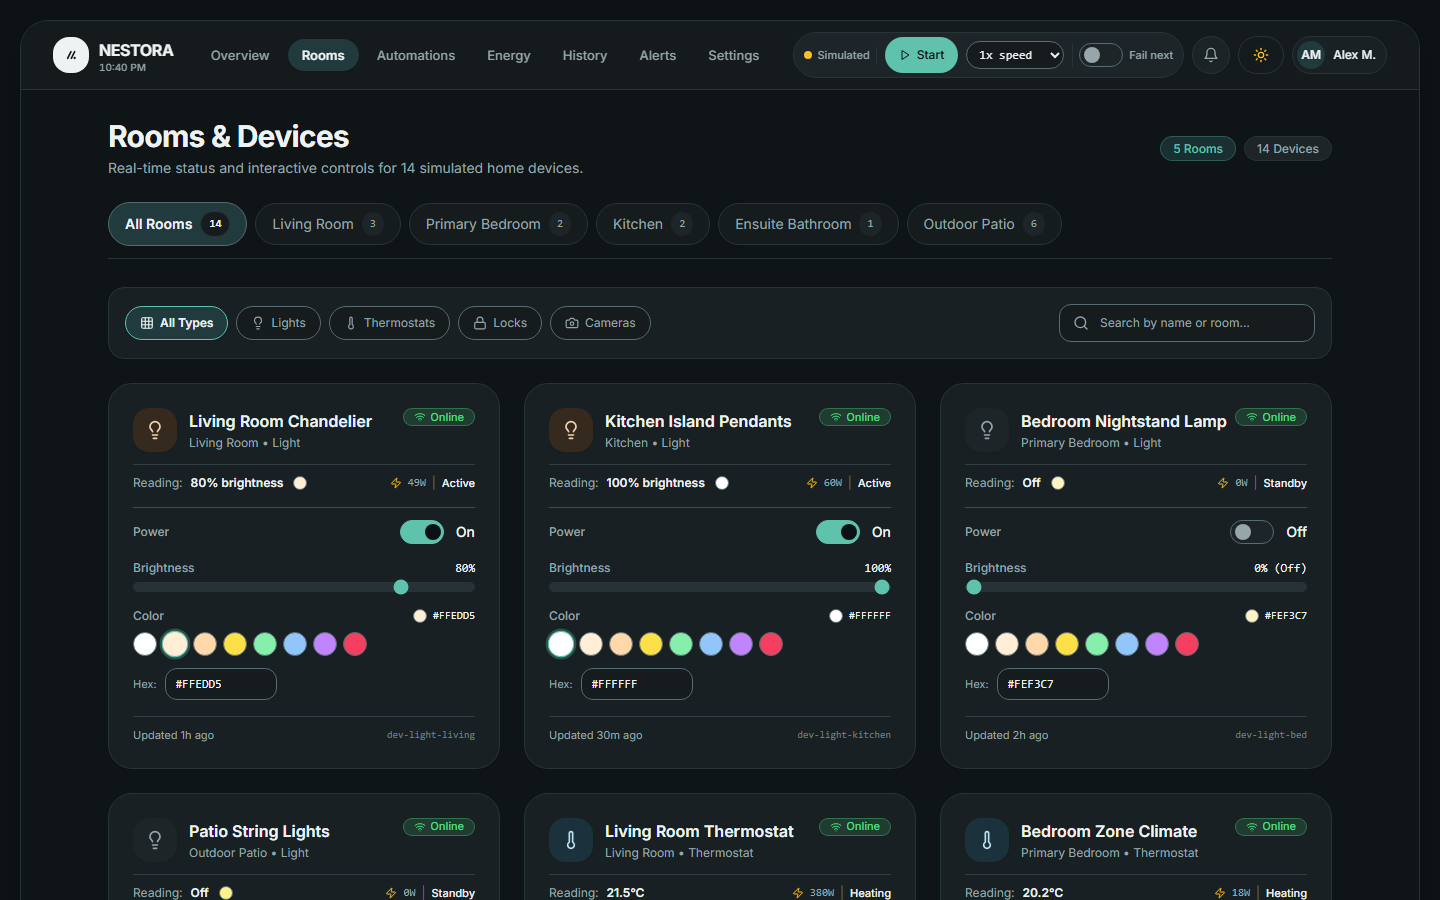 NESTORA
10:40 PM
Overview Rooms Automations Energy History Alerts Settings
Simulated Start 1x speed Fail next AM Alex M.
Rooms & Devices
Real-time status and interactive controls for 14 simulated home devices.
5 Rooms 14 Devices
All Rooms 14 Living Room 3 Primary Bedroom 2 Kitchen 2 Ensuite Bathroom 1 Outdoor Patio 6
All Types Lights Thermostats Locks Cameras Search by name or room...
Living Room Chandelier Online
Living Room • Light
Reading: 80% brightness 49W Active
Power On
Brightness 80%
Color #FFEDD5
Hex: #FFEDD5
Updated 1h ago dev-light-living
Kitchen Island Pendants Online
Kitchen • Light
Reading: 100% brightness 60W Active
Power On
Brightness 100%
Color #FFFFFF
Hex: #FFFFFF
Updated 30m ago dev-light-kitchen
Bedroom Nightstand Lamp Online
Primary Bedroom • Light
Reading: Off 0W Standby
Power Off
Brightness 0% (Off)
Color #FEF3C7
Hex: #FEF3C7
Updated 2h ago dev-light-bed
Patio String Lights Online
Outdoor Patio • Light
Reading: Off 0W Standby
Living Room Thermostat Online
Living Room • Thermostat
Reading: 21.5°C 380W Heating
Bedroom Zone Climate Online
Primary Bedroom • Thermostat
Reading: 20.2°C 18W Heating